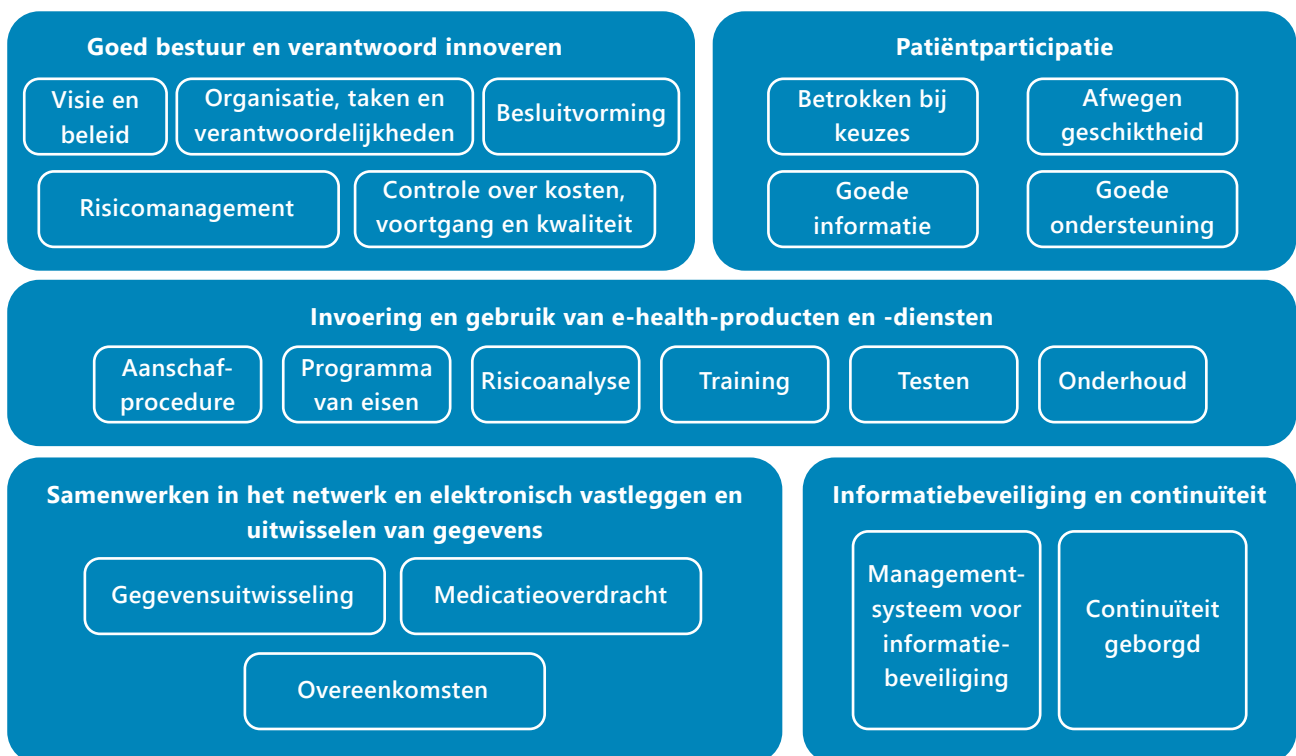 Goed bestuur en verantwoord innoveren
Visie en
beleid
Organisatie, taken en
verantwoordelijkheden
Besluitvorming
Risicomanagement
Controle over kosten,
voortgang en kwaliteit
Patiëntparticipatie
Betrokken bij
keuzes
Afwegen
geschiktheid
Goede
informatie
Goede
ondersteuning
Invoering en gebruik van e-health-producten en -diensten
Aanschaf-
procedure
Programma
van eisen
Risicoanalyse
Training
Testen
Onderhoud
Samenwerken in het netwerk en elektronisch vastleggen en
uitwisselen van gegevens
Gegevensuitwisseling
Medicatieoverdracht
Overeenkomsten
Informatiebeveiliging en continuïteit
Management-
systeem voor
informatie-
beveiliging
Continuïteit
geborgd